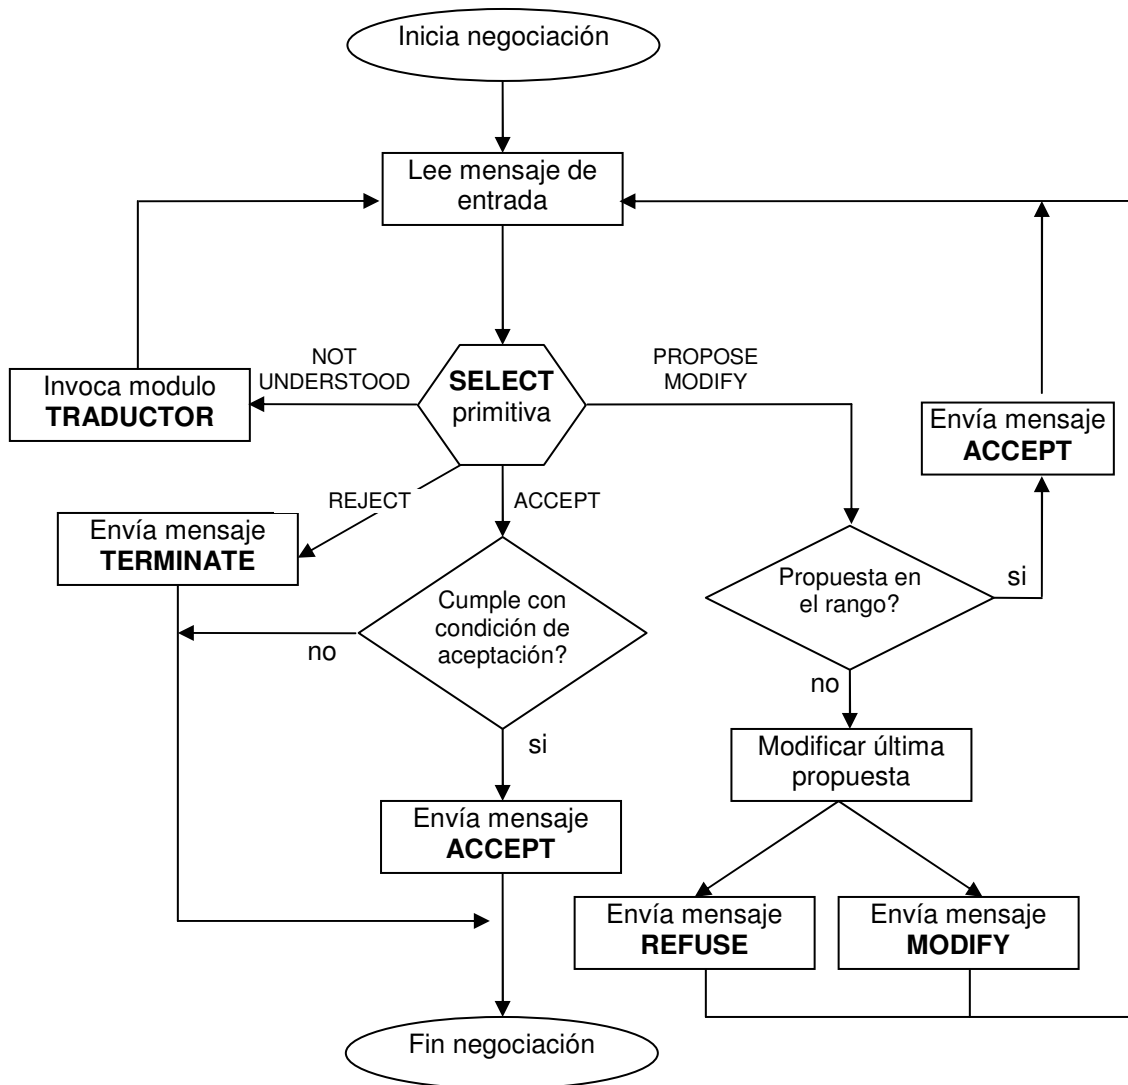 Inicia negociación
Lee mensaje de
entrada
NOT
UNDERSTOOD
SELECT
primitiva
PROPOSE
MODIFY
Invoca modulo
TRADUCTOR
Envía mensaje
ACCEPT
REJECT
ACCEPT
Envía mensaje
TERMINATE
Cumple con
condición de
aceptación?
no
si
Propuesta en
el rango?
si
no
Modificar última
propuesta
Envía mensaje
ACCEPT
Envía mensaje
REFUSE
Envía mensaje
MODIFY
Fin negociación